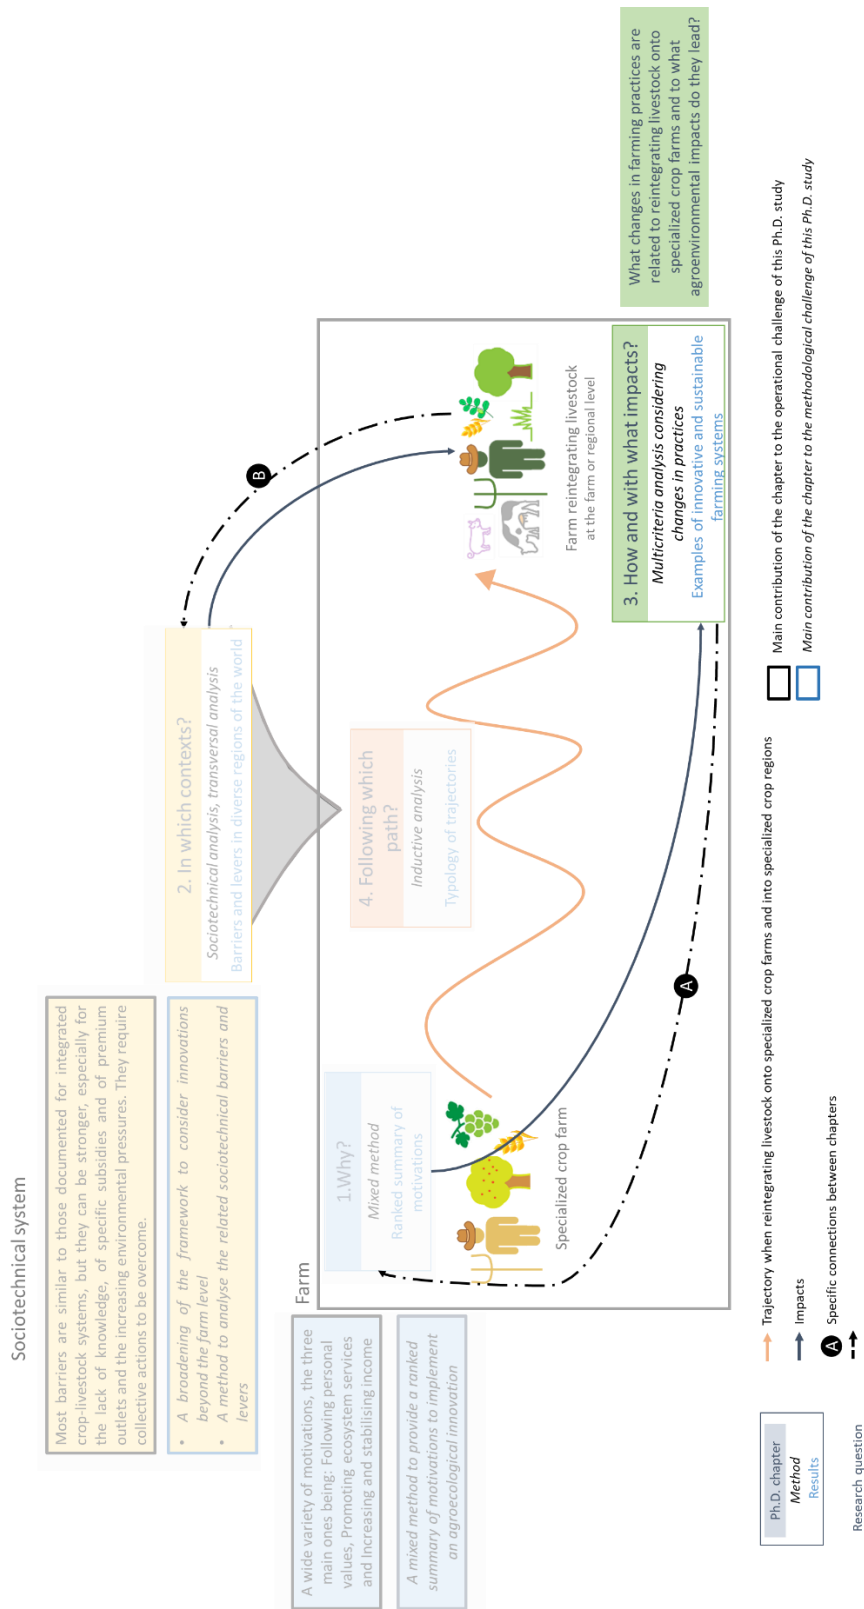 Sociotechnical system
Most barriers are similar to those documented for integrated
crop-livestock systems, but they can be stronger, especially for
the lack of knowledge, of specific subsidies and of premium
outlets and the increasing environmental pressures. They require
collective actions to be overcome.
• A broadening of the framework to consider innovations
beyond the farm level
• A method to analyse the related sociotechnical barriers and
levers
2. In which contexts?
Sociotechnical analysis, transversal analysis
Barriers and levers in diverse regions of the world
B
A wide variety of motivations, the three
main ones being: Following personal
values, Promoting ecosystem services
and Increasing and stabilising income
A mixed method to provide a ranked
summary of motivations to implement
an agroecological innovation
Farm
1.Why?
Mixed method
Ranked summary of
motivations
Specialized crop farm
4. Following which
path?
Inductive analysis
Typology of trajectories
Farm reintegrating livestock
at the farm or regional level
3. How and with what impacts?
Multicriteria analysis considering
changes in practices
Examples of innovative and sustainable
farming systems
A
What changes in farming practices are
related to reintegrating livestock onto
specialized crop farms and to what
agroenvironmental impacts do they lead?
Ph.D. chapter
Method
Results
Research question
Trajectory when reintegrating livestock onto specialized crop farms and into specialized crop regions
Impacts
A
Specific connections between chapters
Main contribution of the chapter to the operational challenge of this Ph.D. study
Main contribution of the chapter to the methodological challenge of this Ph.D. study